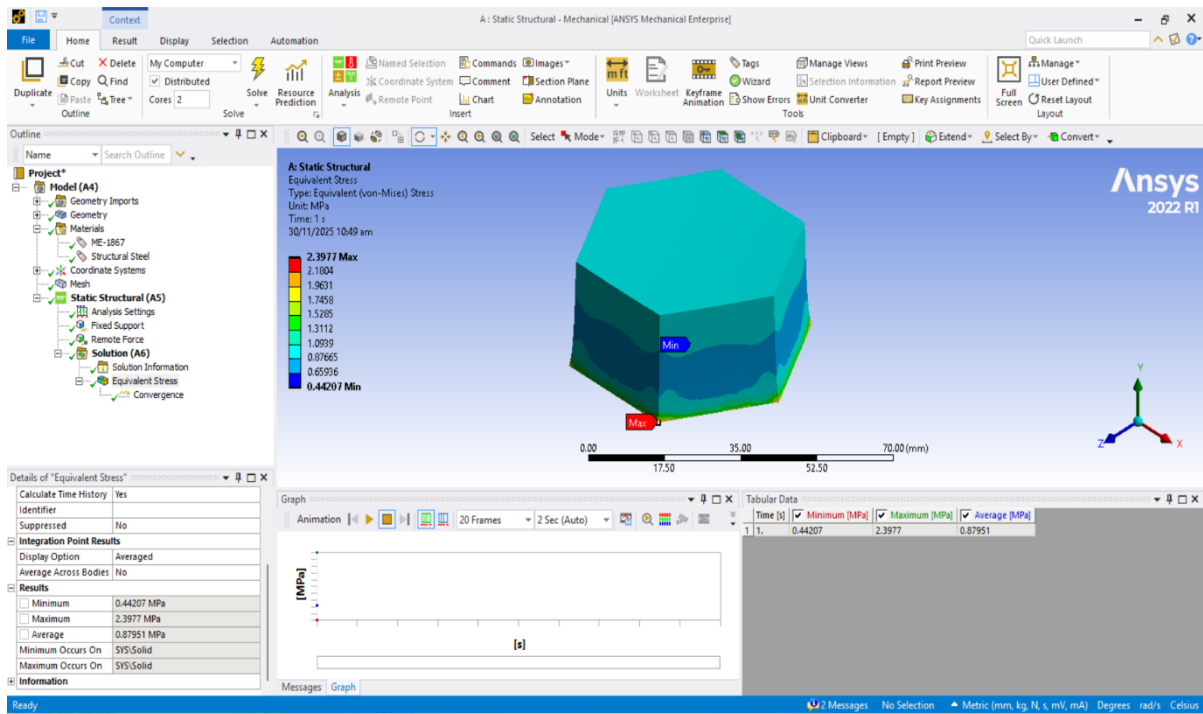 Context
A : Static Structural - Mechanical [ANSYS Mechanical Enterprise]
File Home Result Display Selection Automation
Quick Launch
Duplicate
Cut
Copy
Paste
Delete
Find
Tree
Outline
My Computer
Distributed
Cores 2
Solve
Resource Prediction
Solve
Analysis
Named Selection
Coordinate System
Remote Point
Commands
Comment
Chart
Images
Section Plane
Annotation
Insert
Units
Worksheet
Keyframe Animation
Tags
Wizard
Show Errors
Manage Views
Selection Information
Unit Converter
Print Preview
Report Preview
Key Assignments
Tools
Full Screen
Manage
User Defined
Reset Layout
Layout
Outline
Name Search Outline
Project*
Model (A4)
Geometry Imports
Geometry
Materials
ME-1867
Structural Steel
Coordinate Systems
Mesh
Static Structural (A5)
Analysis Settings
Fixed Support
Remote Force
Solution (A6)
Solution Information
Equivalent Stress
Convergence
Select Mode Clipboard [ Empty ] Extend Select By Convert
A: Static Structural
Equivalent Stress
Type: Equivalent (von-Mises) Stress
Unit: MPa
Time: 1 s
30/11/2025 10:49 am
2.3977 Max
2.1804
1.9631
1.7458
1.5285
1.3112
1.0939
0.87665
0.65936
0.44207 Min
Ansys
2022 R1
Min
Max
0.00 35.00 70.00 (mm)
17.50 52.50
Y
Z X
Details of "Equivalent Stress"
Calculate Time History Yes
Identifier
Suppressed No
Integration Point Results
Display Option Averaged
Average Across Bodies No
Results
Minimum 0.44207 MPa
Maximum 2.3977 MPa
Average 0.87951 MPa
Minimum Occurs On SYS\Solid
Maximum Occurs On SYS\Solid
Information
Graph
Animation 20 Frames 2 Sec (Auto)
[MPa]
[s]
Messages Graph
Tabular Data
Time [s] Minimum [MPa] Maximum [MPa] Average [MPa]
1 1. 0.44207 2.3977 0.87951
Ready 2 Messages No Selection Metric (mm, kg, N, s, mV, mA) Degrees rad/s Celsius